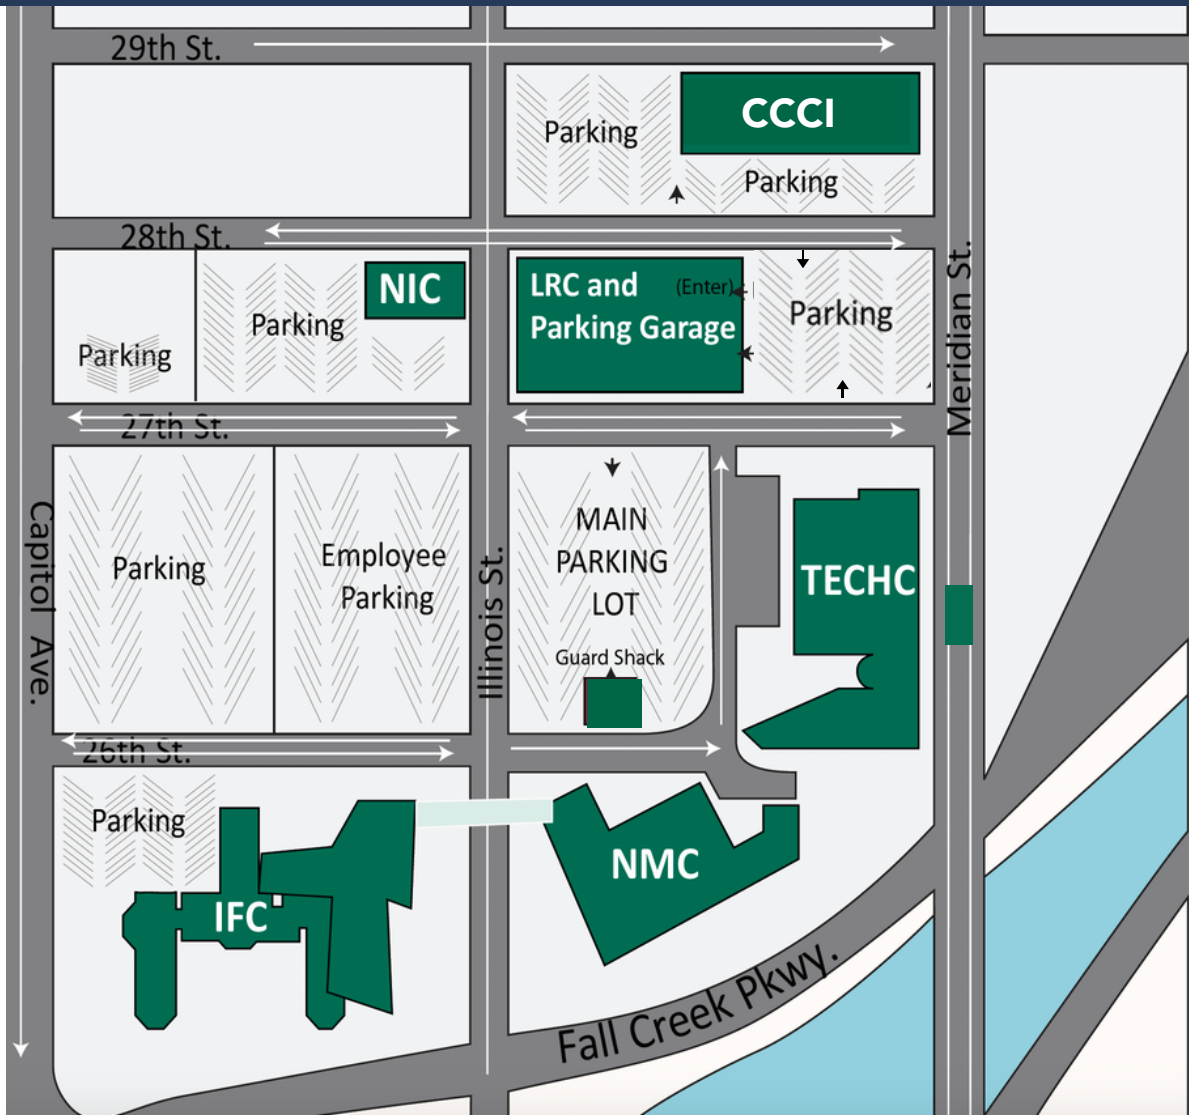 29th St.
CCCI
Parking
Parking
28th St.
Meridian St.
NIC
Parking
Parking
LRC and
Parking Garage
(Enter)
Parking
27th St.
Capitol Ave.
Parking
Employee
Parking
Illinois St.
MAIN
PARKING
LOT
Guard Shack
TECHC
26th St.
Parking
IFC
NMC
Fall Creek Pkwy.